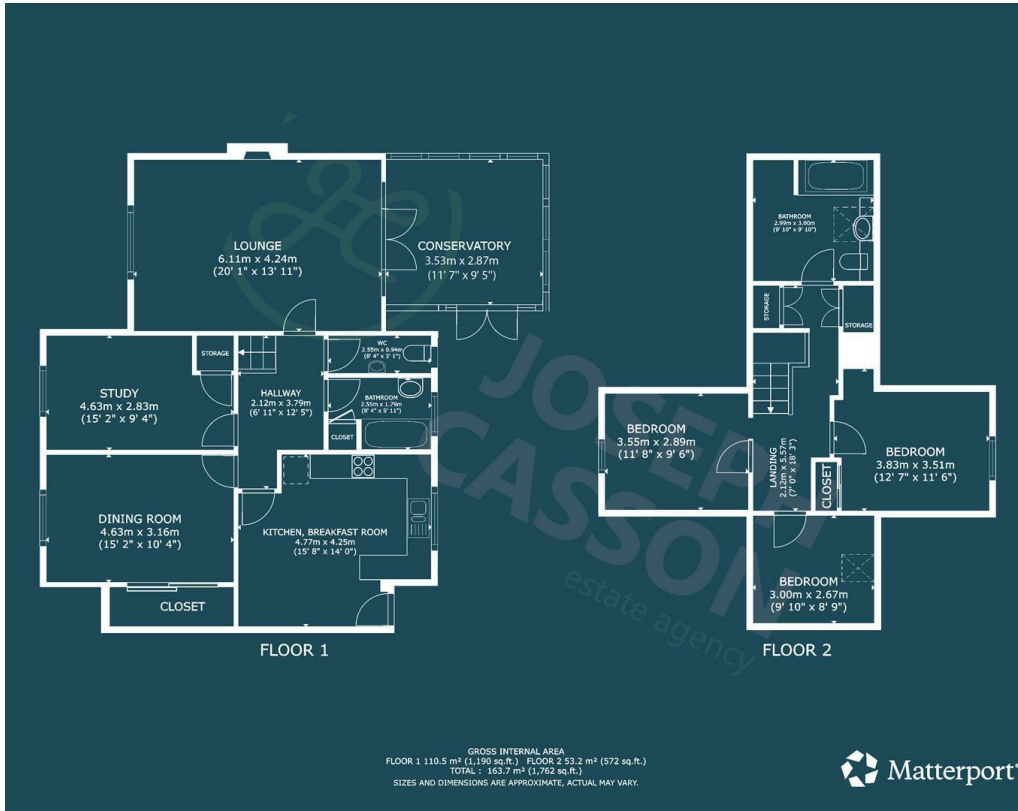 LOUNGE
6.11m x 4.24m
(20' 1" x 13' 11")
CONSERVATORY
3.53m x 2.87m
(11' 7" x 9' 5")
STORAGE
WC
2.55m x 0.94m
(8' 4" x 3' 1")
STUDY
4.63m x 2.83m
(15' 2" x 9' 4")
HALLWAY
2.12m x 3.79m
(6' 11" x 12' 5")
BATHROOM
2.55m x 1.79m
(8' 4" x 5' 11")
CLOSET
DINING ROOM
4.63m x 3.16m
(15' 2" x 10' 4")
KITCHEN, BREAKFAST ROOM
4.77m x 4.25m
(15' 8" x 14' 0")
CLOSET
FLOOR 1
BATHROOM
2.99m x 3.00m
(9' 10" x 9' 10")
STORAGE
STORAGE
BEDROOM
3.55m x 2.89m
(11' 8" x 9' 6")
LANDING
2.12m x 5.57m
(7' 0" x 18' 3")
CLOSET
BEDROOM
3.83m x 3.51m
(12' 7" x 11' 6")
BEDROOM
3.00m x 2.67m
(9' 10" x 8' 9")
FLOOR 2
JOSEPH
CASSON
estate agency
GROSS INTERNAL AREA
FLOOR 1 110.5 m² (1,190 sq.ft.) FLOOR 2 53.2 m² (572 sq.ft.)
TOTAL : 163.7 m² (1,762 sq.ft.)
SIZES AND DIMENSIONS ARE APPROXIMATE, ACTUAL MAY VARY.
Matterport